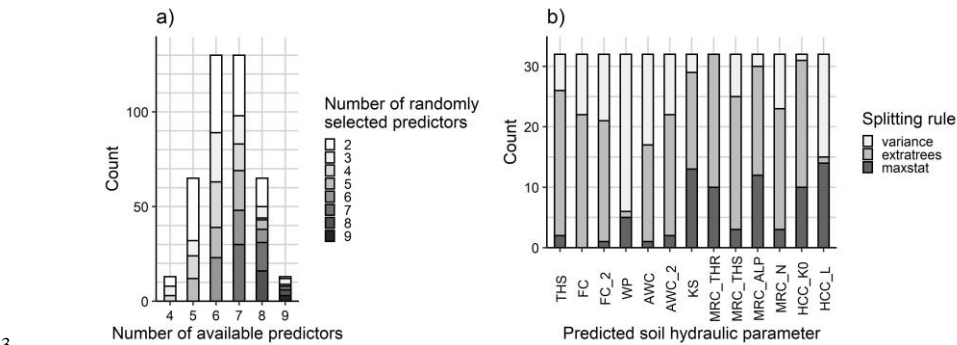 a)
100
50
0
Count
4 5 6 7 8 9
Number of available predictors
Number of randomly
selected predictors
2
3
4
5
6
7
8
9
b)
30
20
10
0
Count
THS
FC
FC_2
WP
AWC
AWC_2
KS
MRC_THR
MRC_THS
MRC_ALP
MRC_N
HCC_K0
HCC_L
Predicted soil hydraulic parameter
Splitting rule
variance
extratrees
maxstat
3